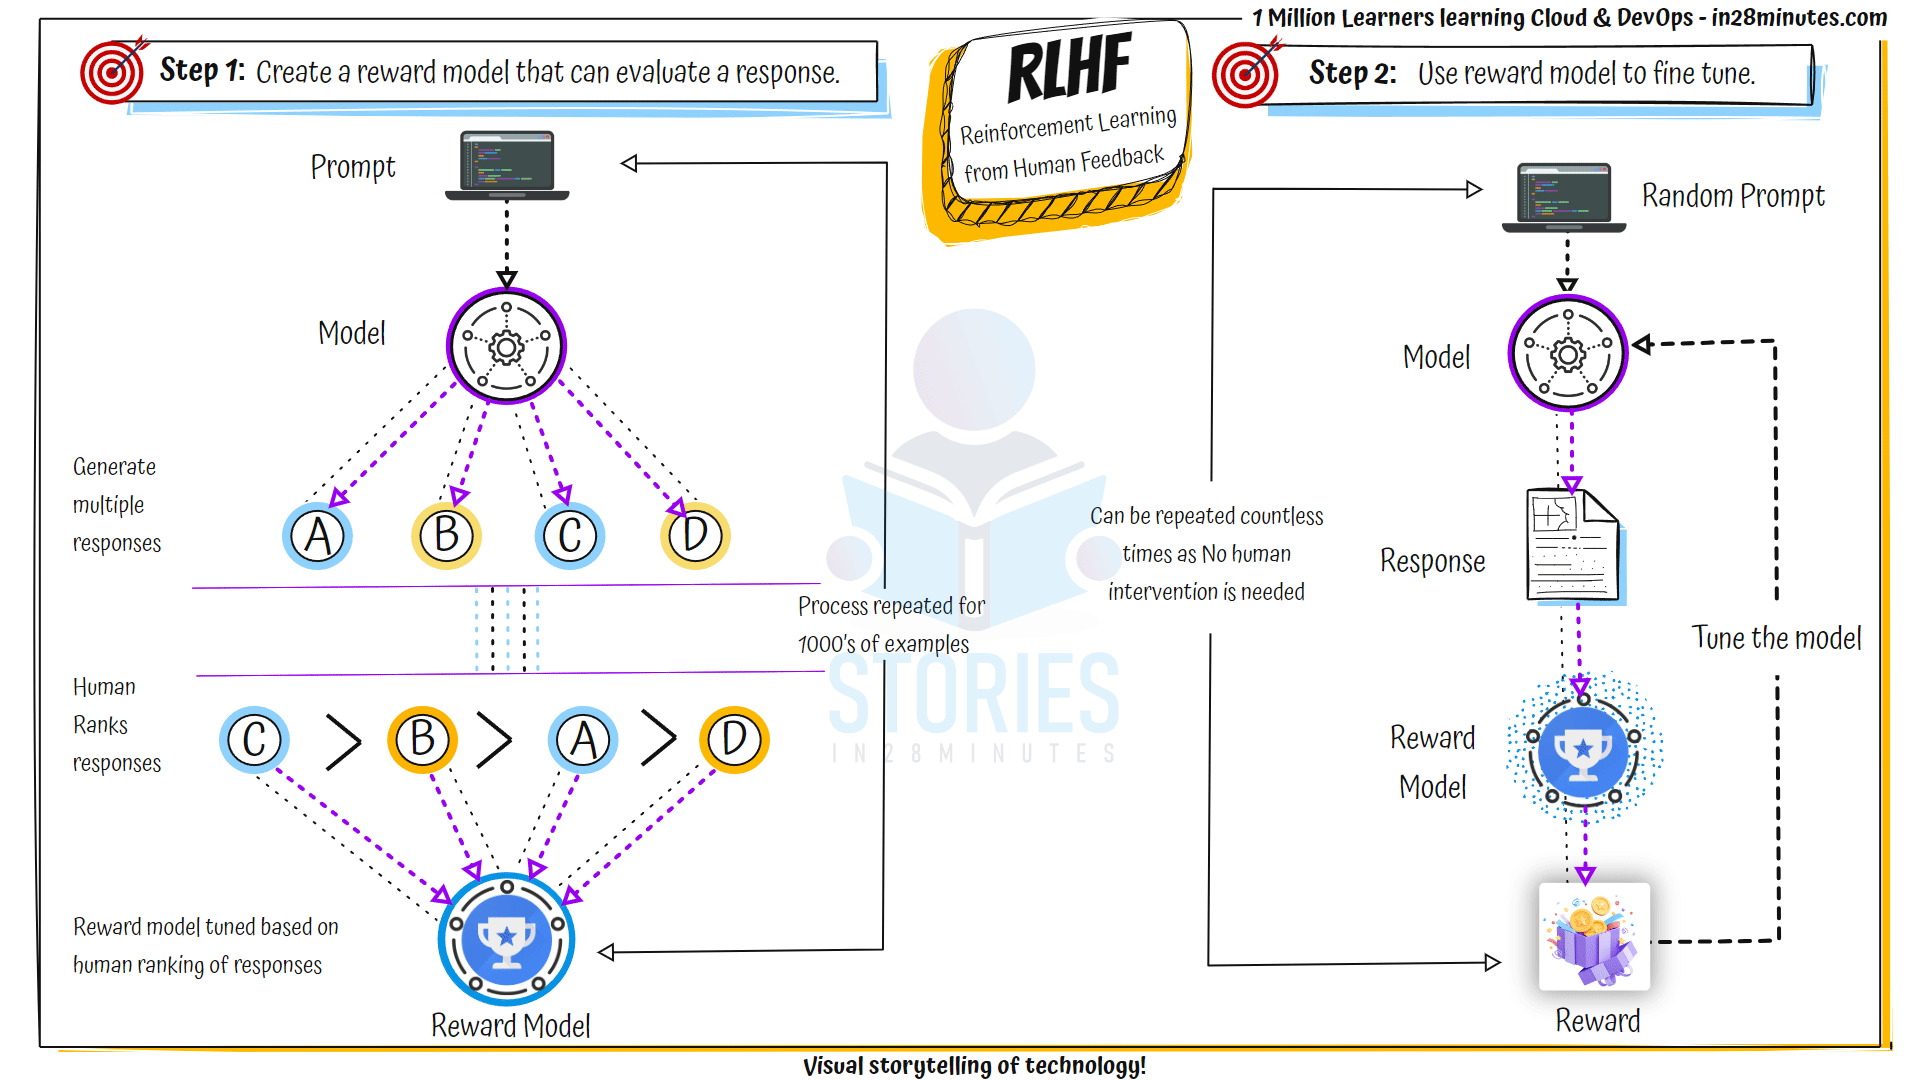 1 Million Learners learning Cloud & DevOps - in28minutes.com
Step 1: Create a reward model that can evaluate a response.
RLHF
Reinforcement Learning
from Human Feedback
Step 2: Use reward model to fine tune.
Prompt
Model
Generate
multiple
responses
A B C D
Process repeated for
1000's of examples
Human
Ranks
responses
C > B > A > D
Reward model tuned based on
human ranking of responses
Reward Model
STORIES
IN28MINUTES
Random Prompt
Model
Can be repeated countless
times as No human
intervention is needed
Response
Tune the model
Reward
Model
Reward
Visual storytelling of technology!